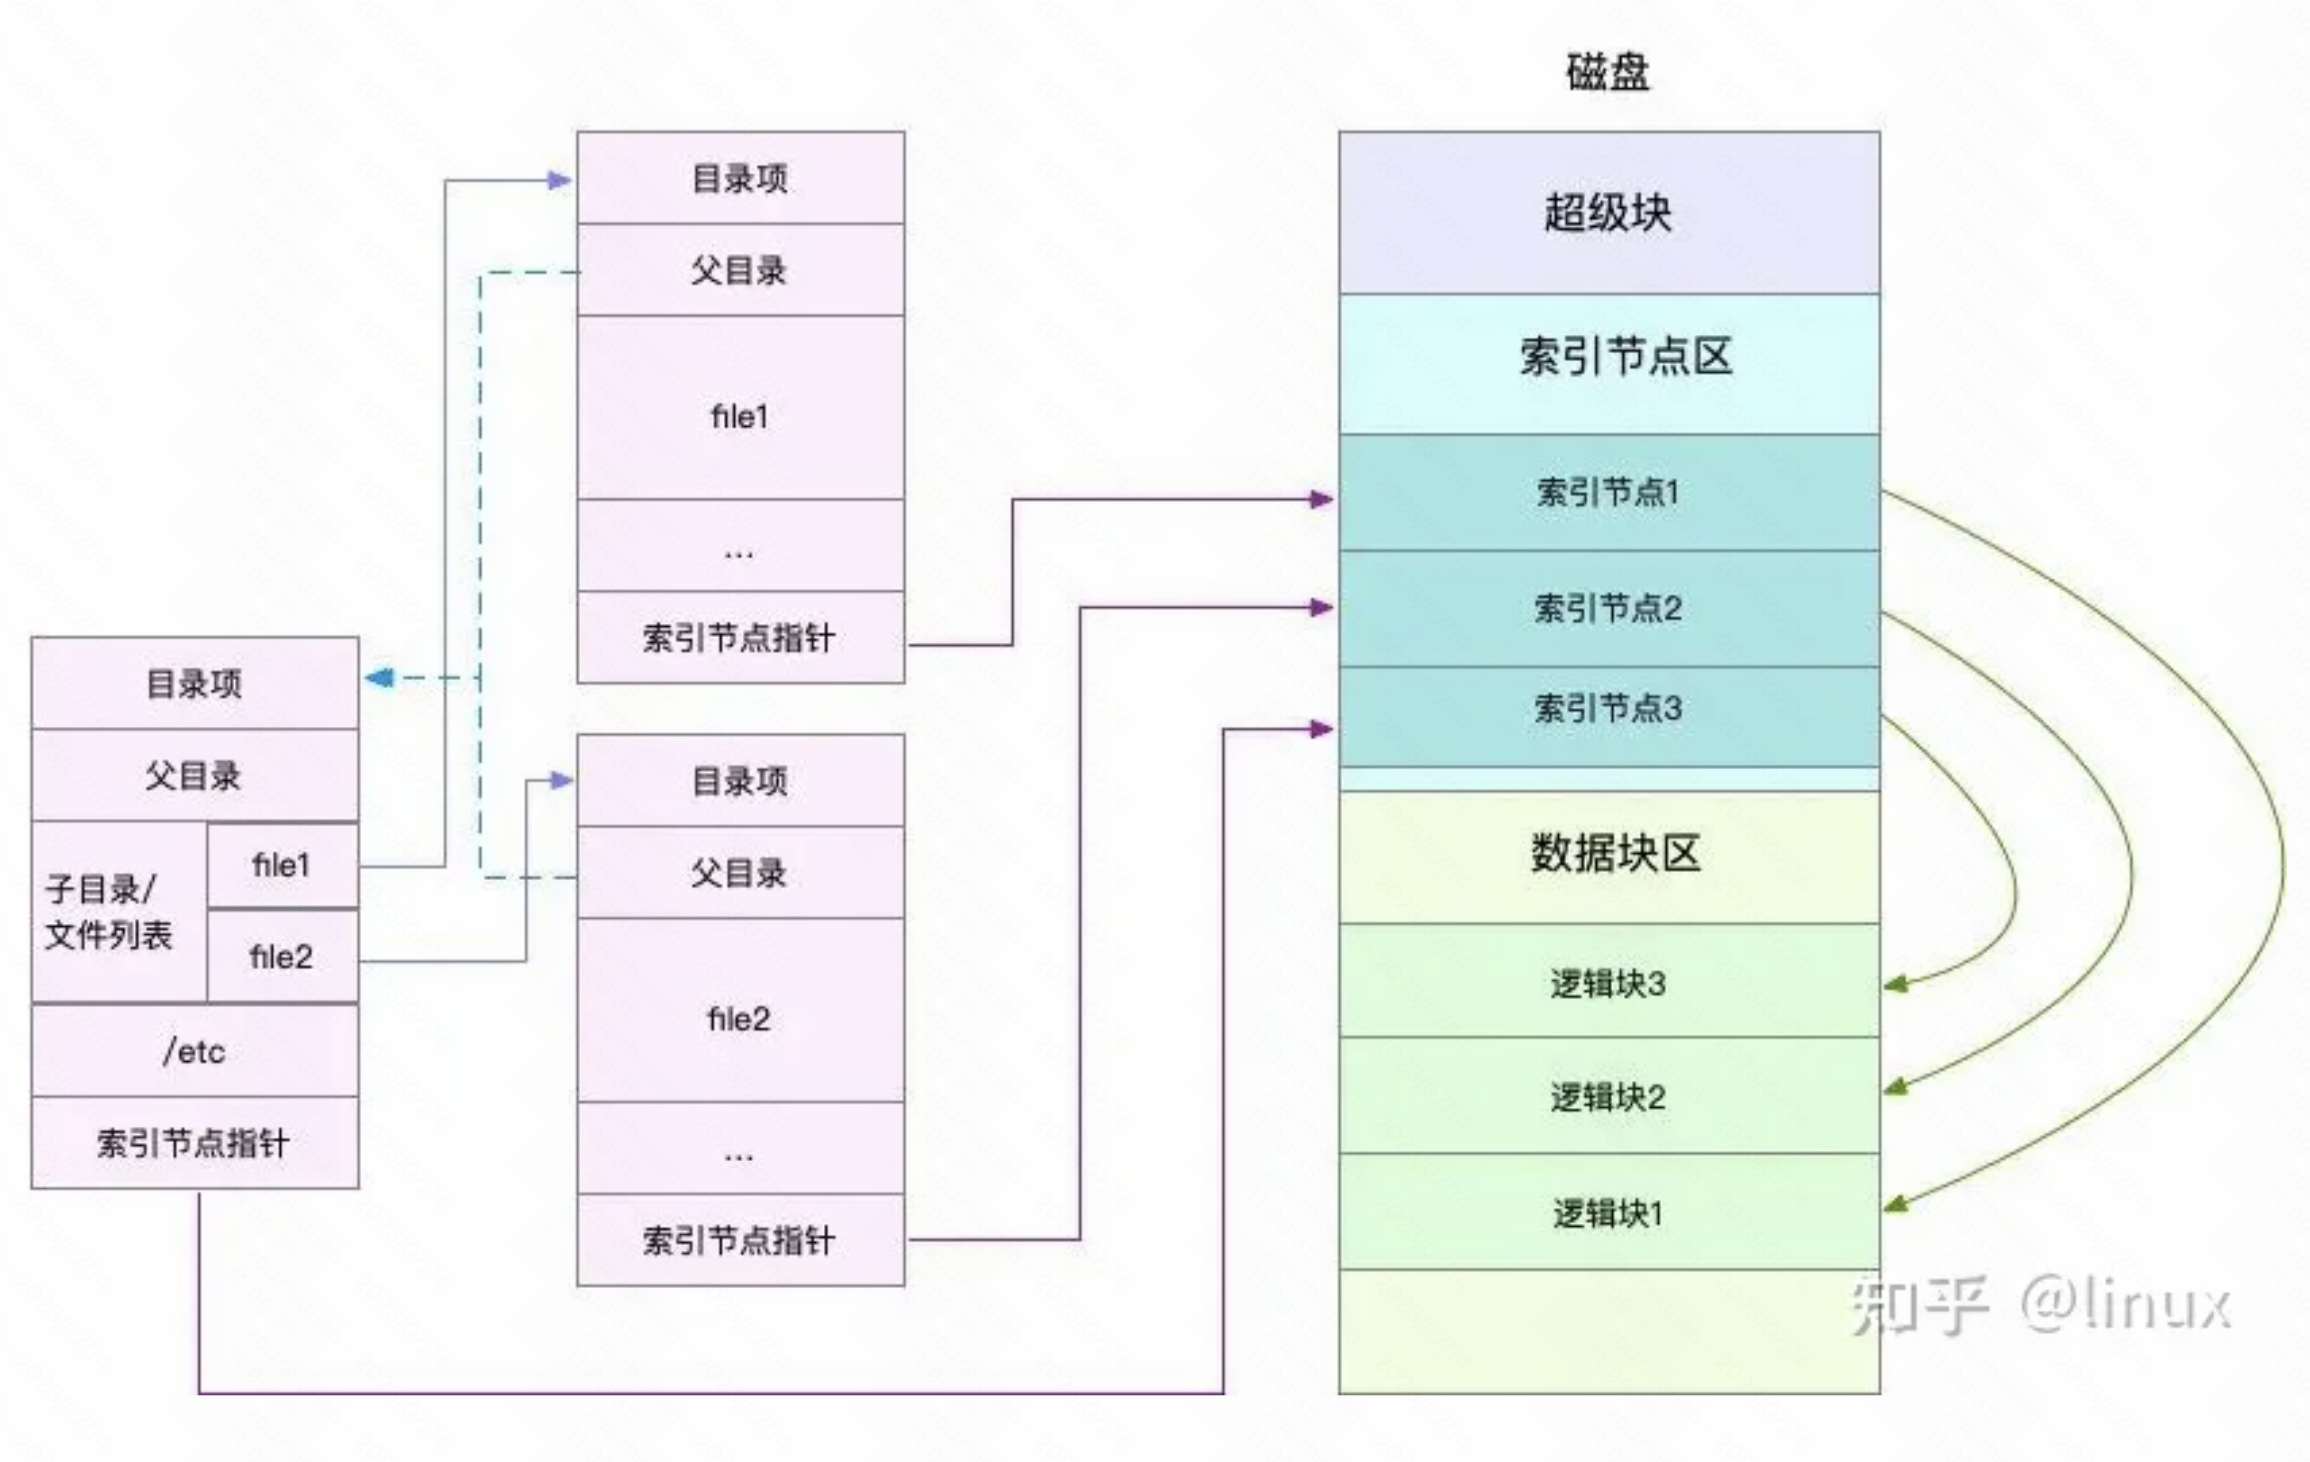 磁盘
目录项
父目录
file1
...
索引节点指针
目录项
父目录
子目录/
文件列表
file1
file2
/etc
索引节点指针
目录项
父目录
file2
...
索引节点指针
超级块
索引节点区
索引节点1
索引节点2
索引节点3
数据块区
逻辑块3
逻辑块2
逻辑块1
知乎 @linux